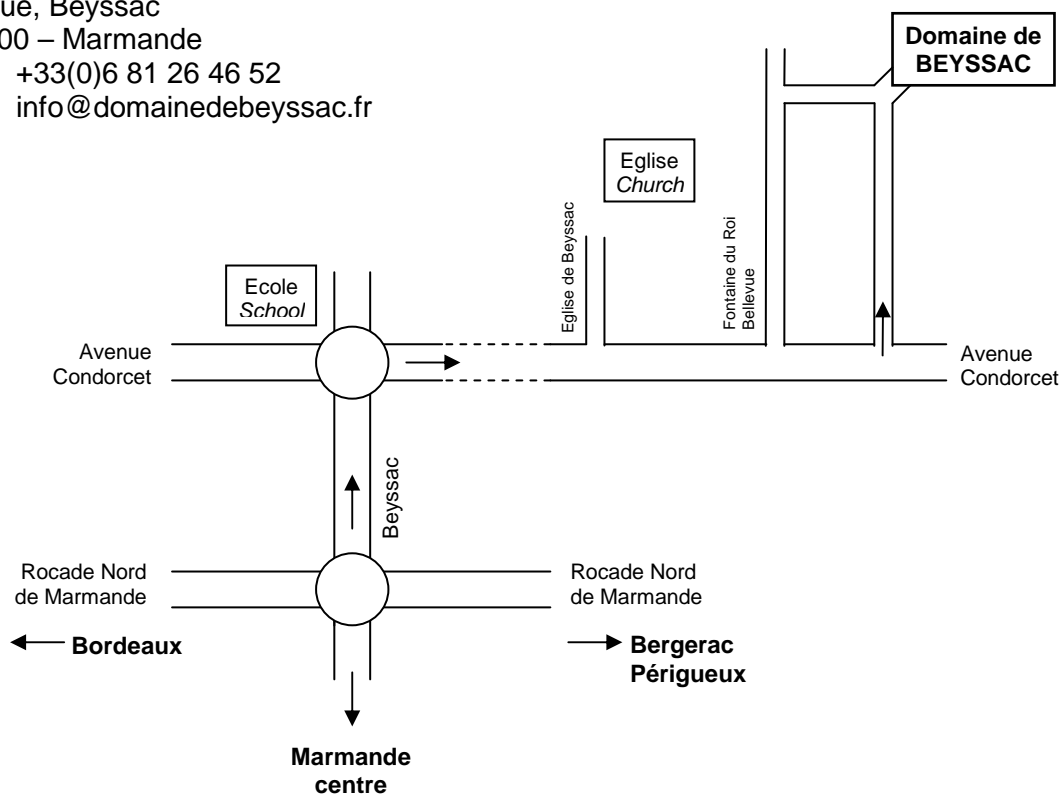 Beyssac
– Marmande
+33(0)6 81 26 46 52
info@domainedebeyssac.fr
Domaine de
BEYSSAC
Eglise
Church
Eglise de Beyssac
Fontaine du Roi
Bellevue
Ecole
School
Avenue
Condorcet
Avenue
Condorcet
Beyssac
Rocade Nord
de Marmande
Rocade Nord
de Marmande
Bordeaux
Bergerac
Périgueux
Marmande
centre